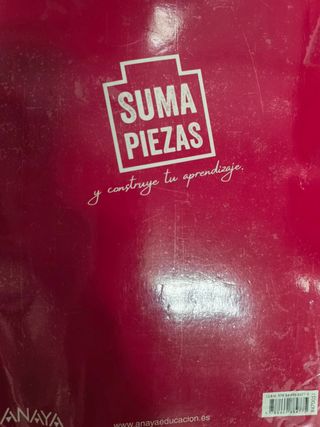 SUMA
PIEZAS
y construye tu aprendizaje.
ANAYA
www.anayaeducacion.es